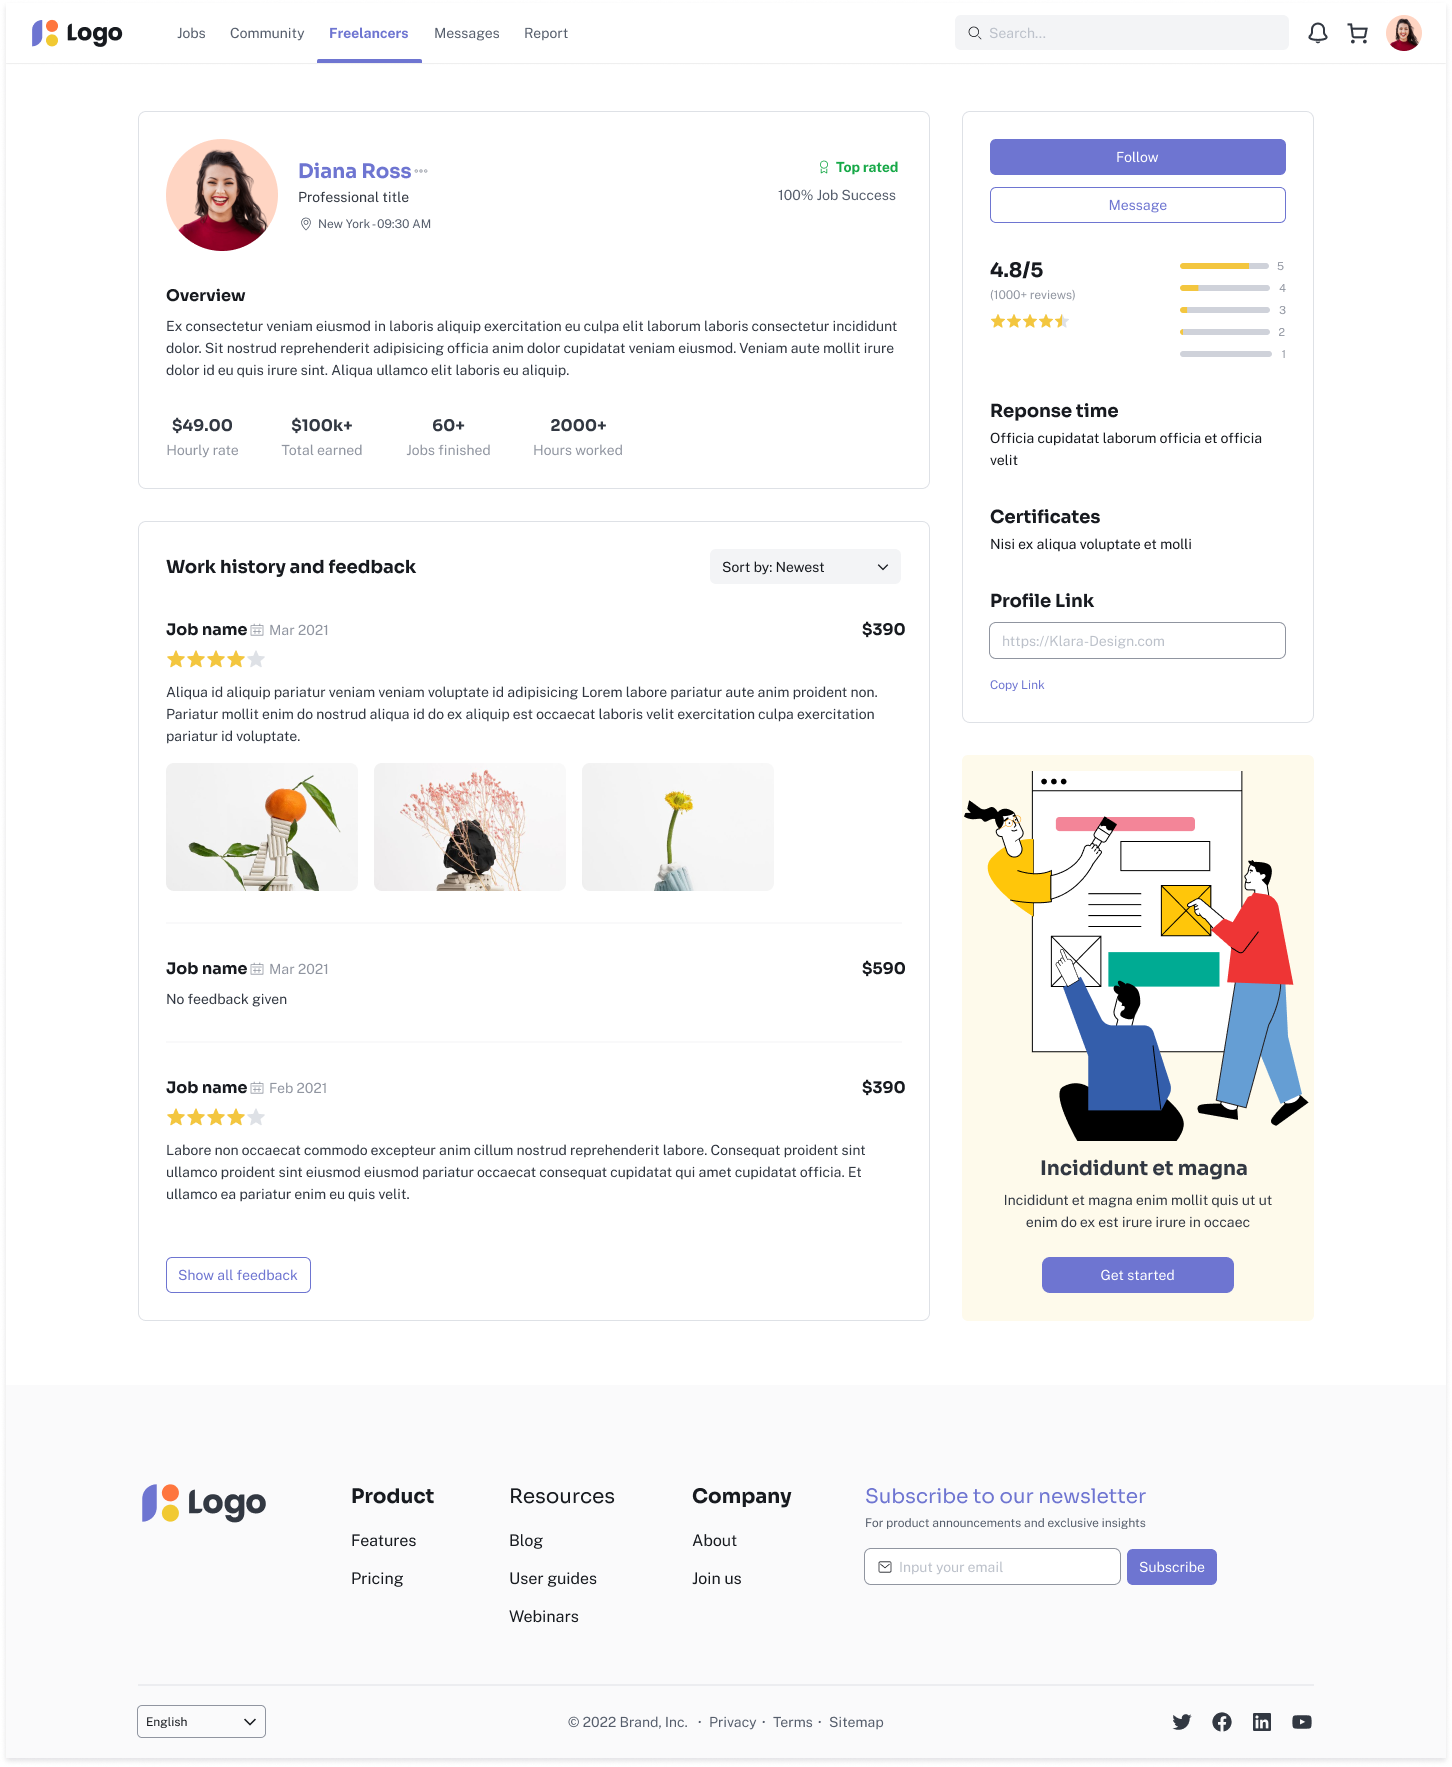 Logo
Jobs
Community
Freelancers
Messages
Report
Search...
Diana Ross
Professional title
New York - 09:30 AM
Top rated
100% Job Success
Overview
Ex consectetur veniam eiusmod in laboris aliquip exercitation eu culpa elit laborum laboris consectetur incididunt
dolor. Sit nostrud reprehenderit adipisicing officia anim dolor cupidatat veniam eiusmod. Veniam aute mollit irure
dolor id eu quis irure sint. Aliqua ullamco elit laboris eu aliquip.
$49.00
Hourly rate
$100k+
Total earned
60+
Jobs finished
2000+
Hours worked
Work history and feedback
Sort by: Newest
Job name Mar 2021
$390
Aliqua id aliquip pariatur veniam veniam voluptate id adipisicing Lorem labore pariatur aute anim proident non.
Pariatur mollit enim do nostrud aliqua id do ex aliquip est occaecat laboris velit exercitation culpa exercitation
pariatur id voluptate.
Job name Mar 2021
$590
No feedback given
Job name Feb 2021
$390
Labore non occaecat commodo excepteur anim cillum nostrud reprehenderit labore. Consequat proident sint
ullamco proident sint eiusmod eiusmod pariatur occaecat consequat cupidatat qui amet cupidatat officia. Et
ullamco ea pariatur enim eu quis velit.
Show all feedback
Follow
Message
4.8/5
(1000+ reviews)
5
4
3
2
1
Reponse time
Officia cupidatat laborum officia et officia
velit
Certificates
Nisi ex aliqua voluptate et molli
Profile Link
https://Klara-Design.com
Copy Link
Incididunt et magna
Incididunt et magna enim mollit quis ut ut
enim do ex est irure irure in occaec
Get started
Logo
Product
Features
Pricing
Resources
Blog
User guides
Webinars
Company
About
Join us
Subscribe to our newsletter
For product announcements and exclusive insights
Input your email
Subscribe
English
© 2022 Brand, Inc. · Privacy · Terms · Sitemap